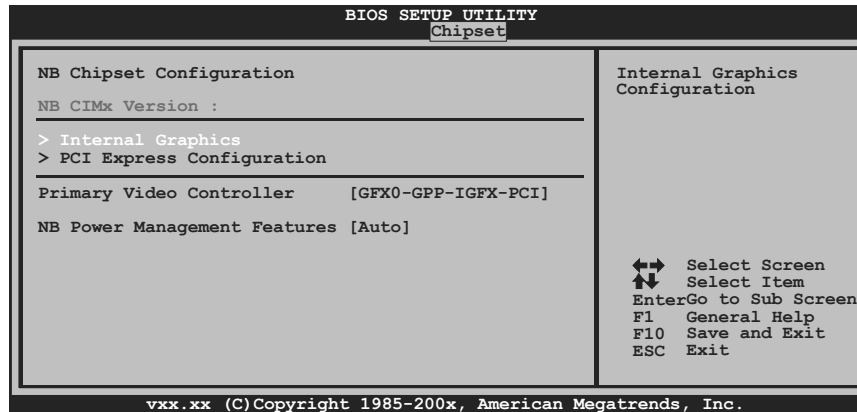 BIOS SETUP UTILITY
Chipset
NB Chipset Configuration
NB CIMx Version :
> Internal Graphics
> PCI Express Configuration
Primary Video Controller [GFX0-GPP-IGFX-PCI]
NB Power Management Features [Auto]
Internal Graphics
Configuration
Select Screen
Select Item
EnterGo to Sub Screen
F1 General Help
F10 Save and Exit
ESC Exit
vxx.xx (C)Copyright 1985-200x, American Megatrends, Inc.